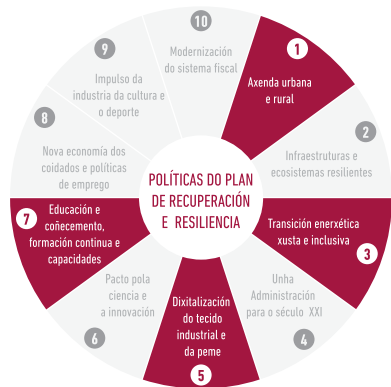 POLÍTICAS DO PLAN
DE RECUPERACIÓN
E RESILIENCIA
1
Axenda urbana
e rural
2
Infraestruturas e
ecosistemas resilientes
Transición enerxética
xusta e inclusiva
3
Unha
Administración
para o século XXI
4
Dixitalización
do tecido
industrial e
da peme
5
Pacto pola
ciencia e
a innovación
6
7
Educación e
coñecemento,
formación continua e
capacidades
8
Nova economía dos
coidados e políticas
de emprego
9
Impulso da
industria da cultura e
o deporte
10
Modernización
do sistema fiscal